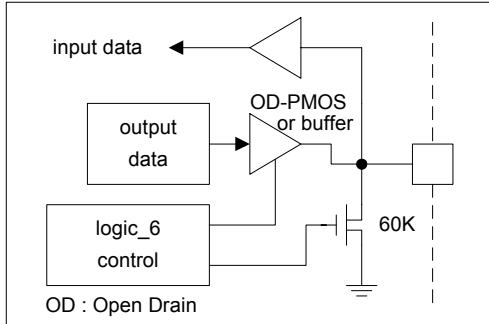 input data
OD-PMOS
or buffer
output
data
logic_6
control
60K
OD : Open Drain